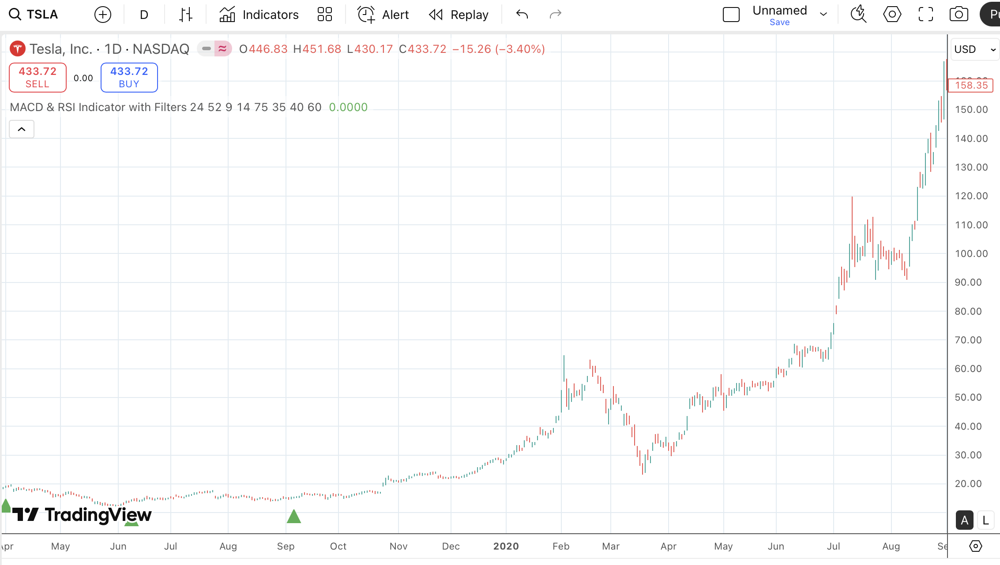 TSLA D Indicators Alert Replay Unnamed
Save
Tesla, Inc. · 1D · NASDAQ O446.83 H451.68 L430.17 C433.72 −15.26 (−3.40%) USD
433.72 0.00 433.72
SELL BUY
MACD & RSI Indicator with Filters 24 52 9 14 75 35 40 60 0.0000
158.35
150.00
140.00
130.00
120.00
110.00
100.00
90.00
80.00
70.00
60.00
50.00
40.00
30.00
20.00
TradingView
A L
May Jun Jul Aug Sep Oct Nov Dec 2020 Feb Mar Apr May Jun Jul Aug